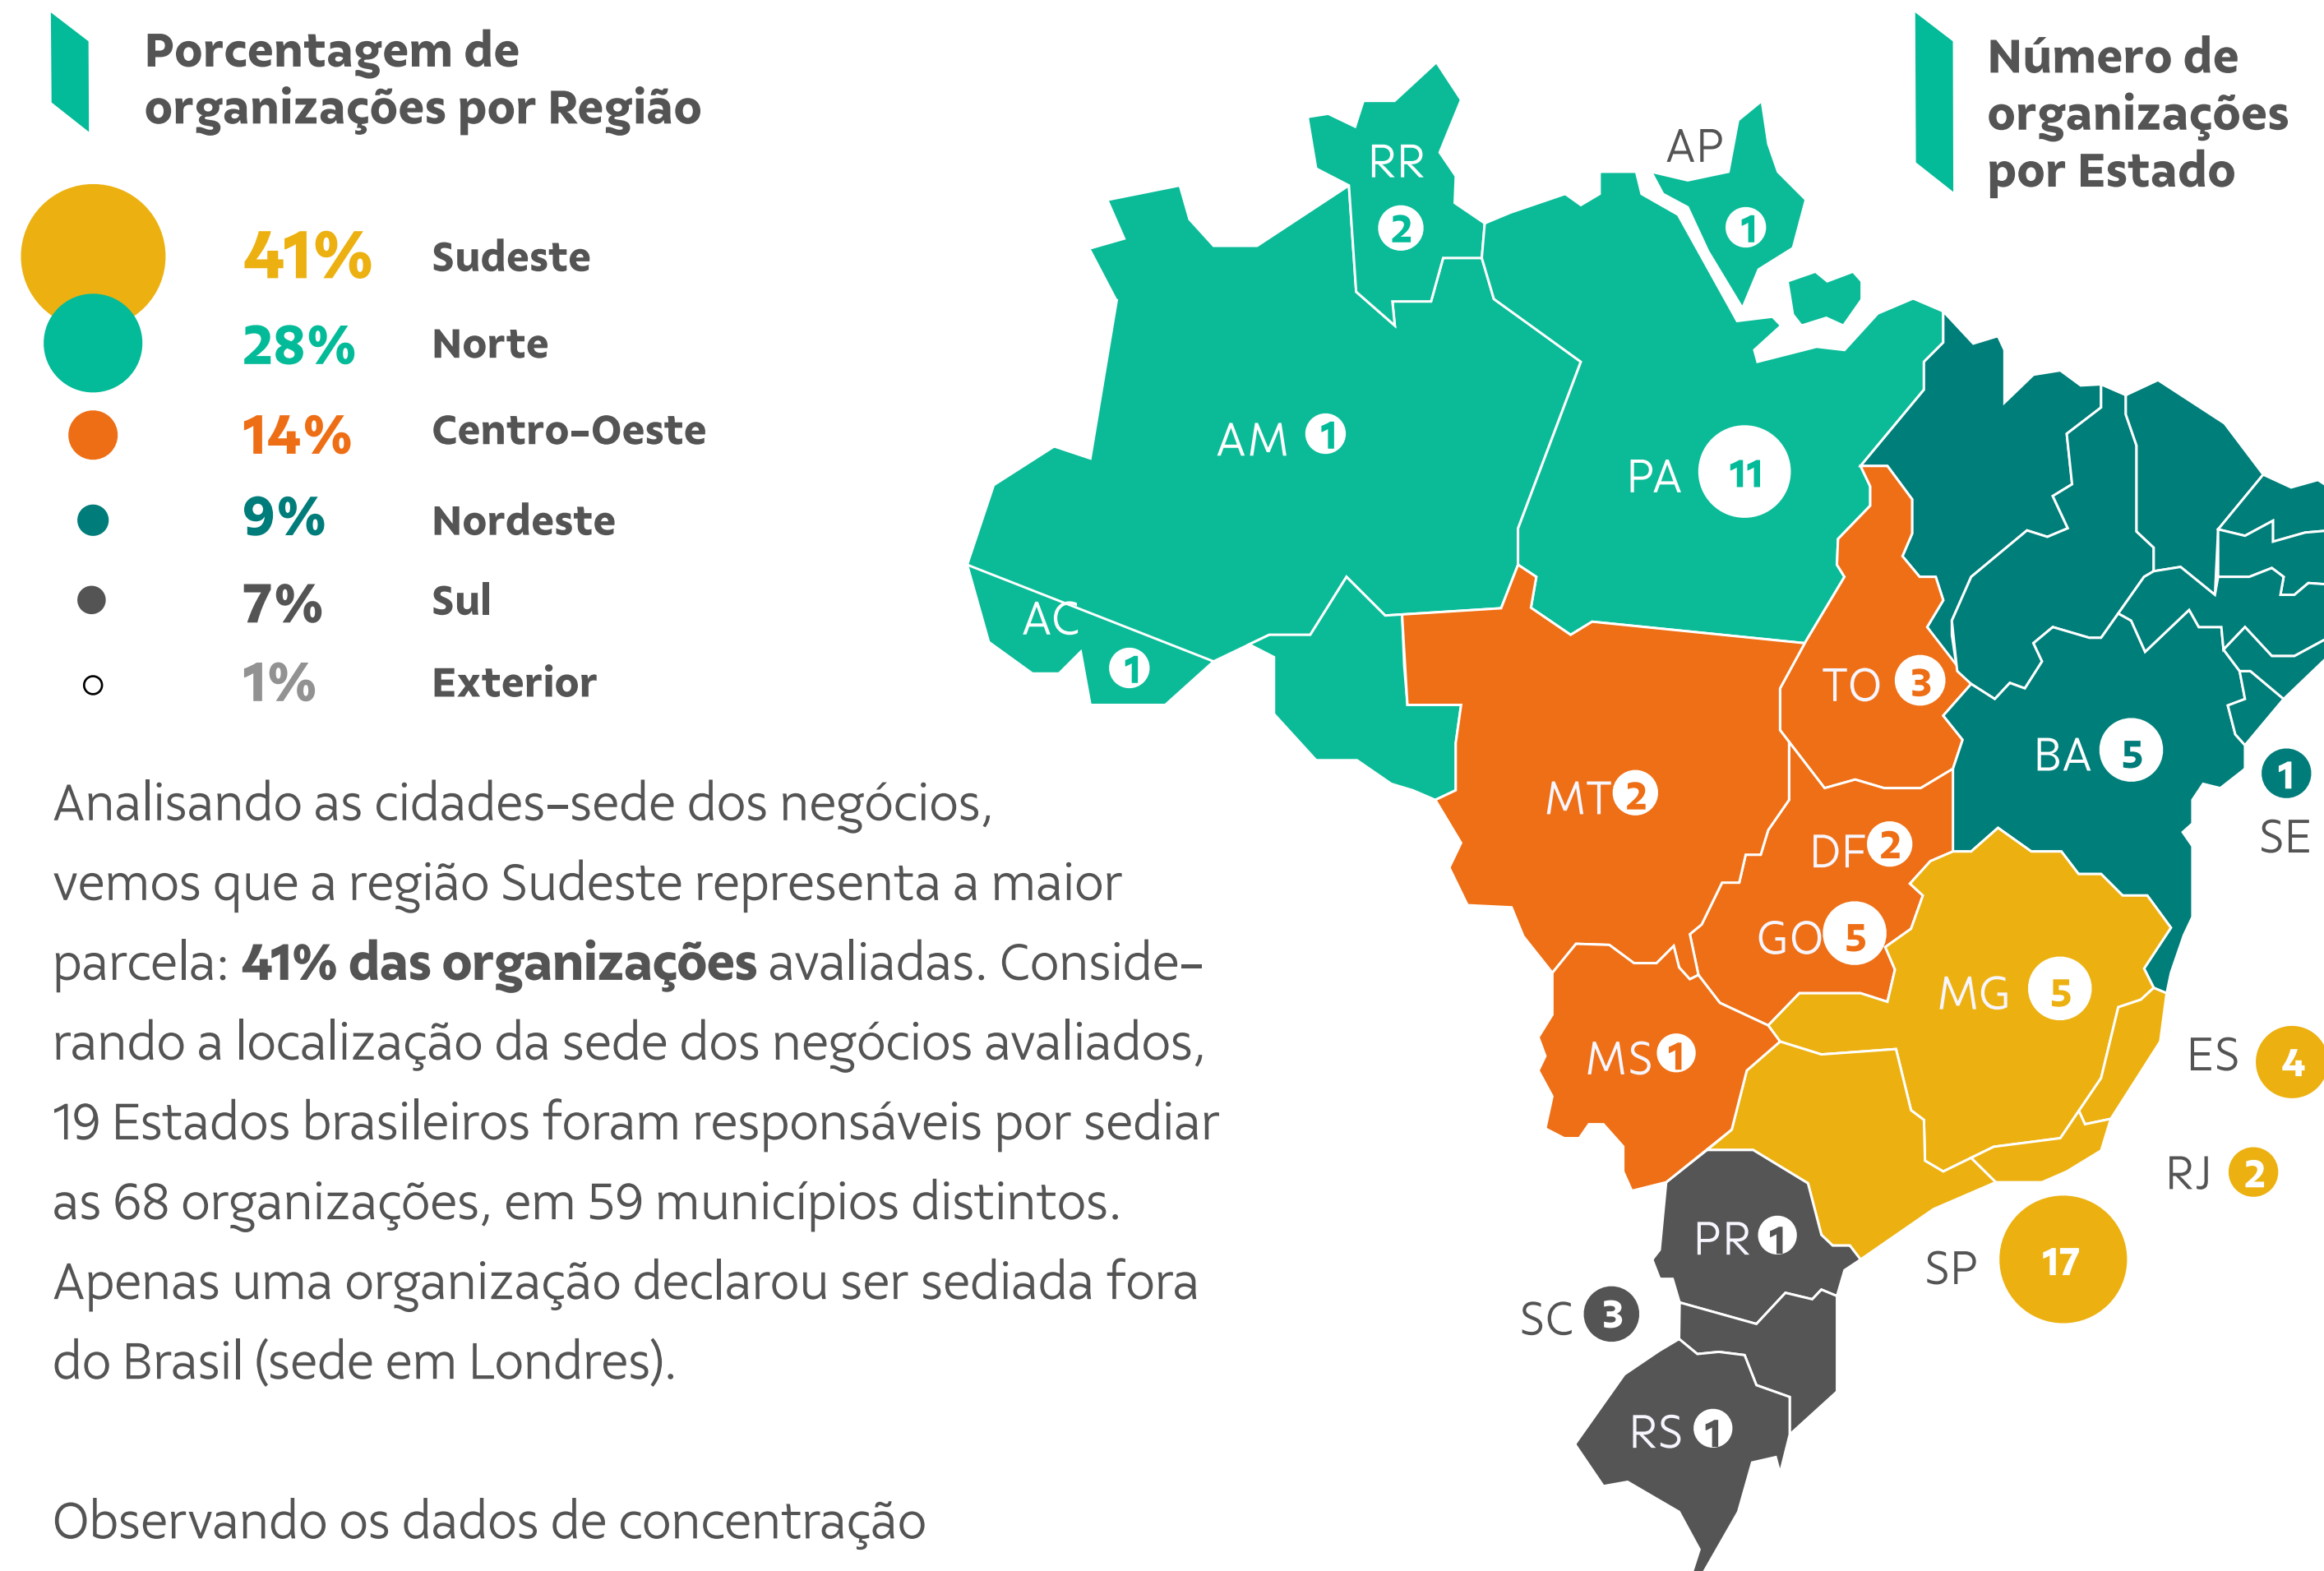 Porcentagem de
organizações por Região
41% Sudeste
28% Norte
14% Centro-Oeste
9% Nordeste
7% Sul
1% Exterior
Analisando as cidades-sede dos negócios,
vemos que a região Sudeste representa a maior
parcela: 41% das organizações avaliadas. Conside-
rando a localização da sede dos negócios avaliados,
19 Estados brasileiros foram responsáveis por sediar
as 68 organizações, em 59 municípios distintos.
Apenas uma organização declarou ser sediada fora
do Brasil (sede em Londres).
Observando os dados de concentração
Número de
organizações
por Estado
RR
2
AP
1
AM 1
PA 11
AC
1
TO 3
MT 2
BA 5
1
SE
DF 2
GO 5
MG 5
MS 1
ES 4
RJ 2
SP 17
PR 1
SC 3
RS 1